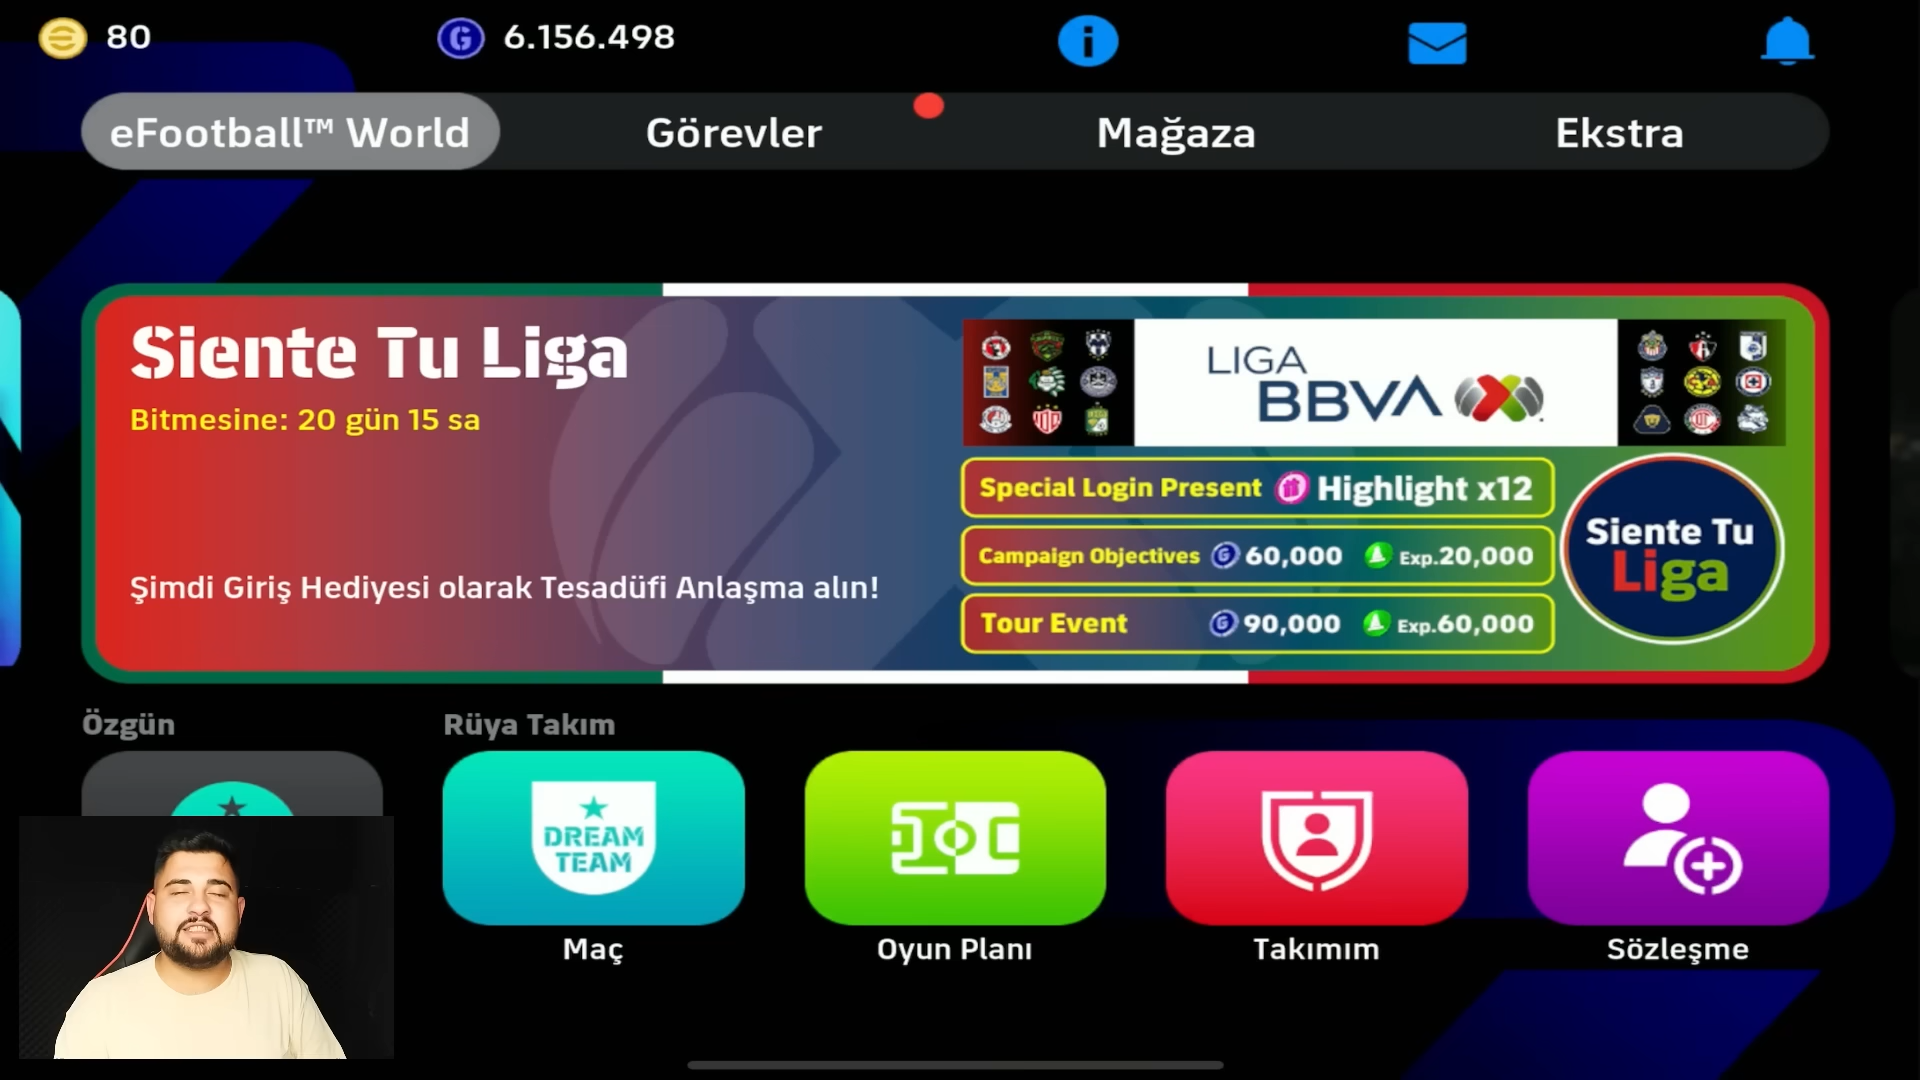 80
6.156.498
eFootball™ World
Görevler
Mağaza
Ekstra
Siente Tu Liga
Bitmesine: 20 gün 15 sa
Şimdi Giriş Hediyesi olarak Tesadüfi Anlaşma alın!
LIGA
BBVA
Special Login Present Highlight x12
Campaign Objectives 60,000 Exp.20,000
Tour Event 90,000 Exp.60,000
Siente Tu
Liga
Özgün
Rüya Takım
DREAM
TEAM
Maç
Oyun Planı
Takımım
Sözleşme